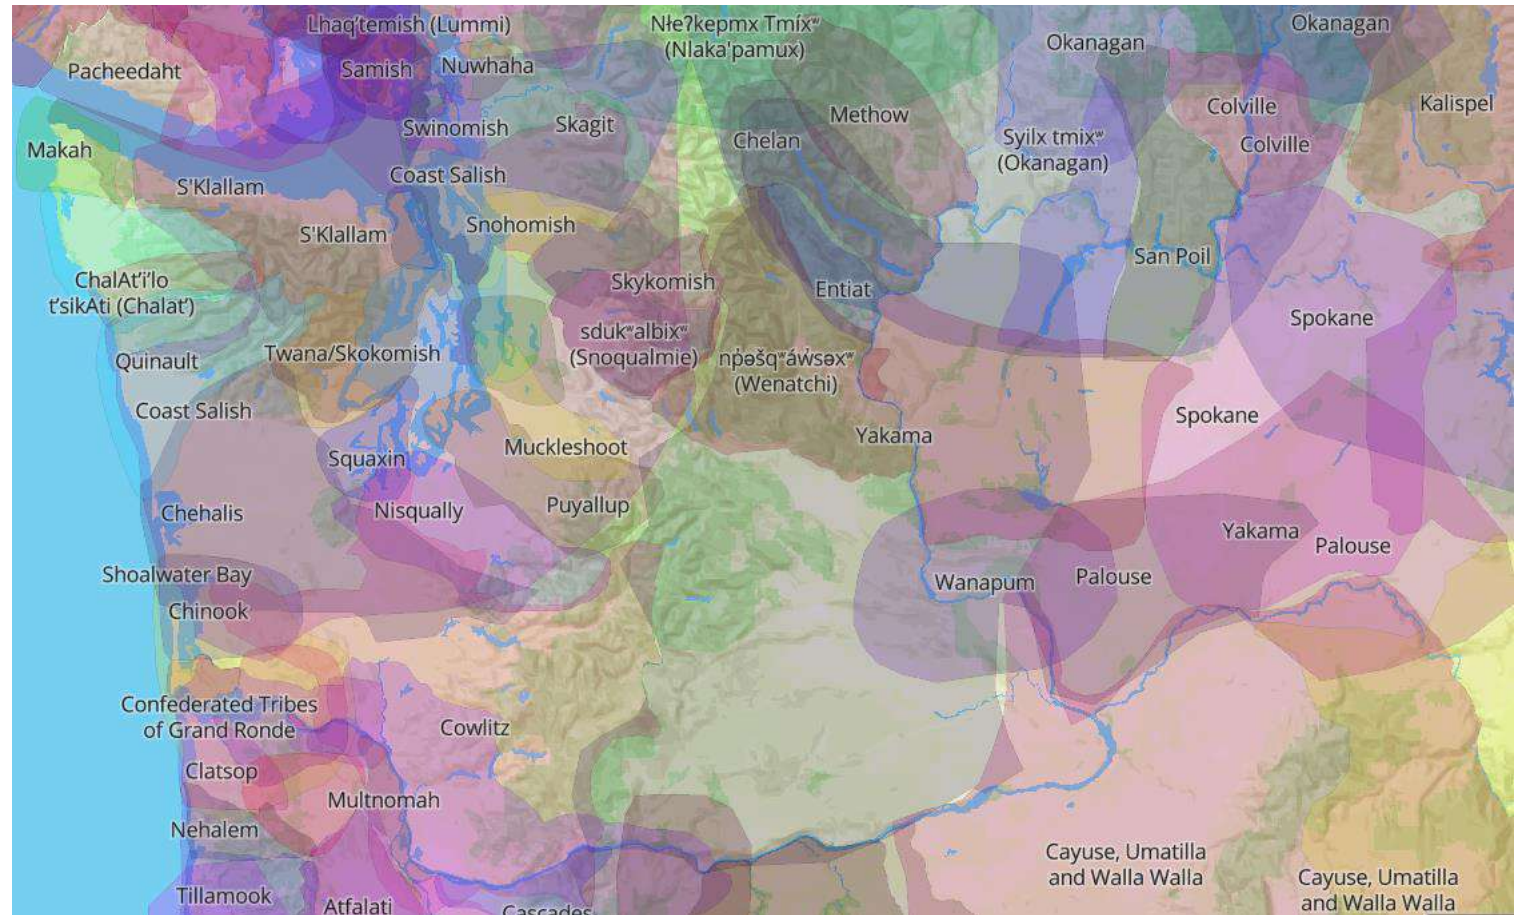 Lhaq'temish (Lummi)
Nłeʔkepmx Tmíxʷ
(Nlaka'pamux)
Okanagan
Okanagan
Pacheedaht
Samish
Nuwhaha
Kalispel
Colville
Methow
Skagit
Swinomish
Chelan
Syilx tmixʷ
(Okanagan)
Colville
Makah
Coast Salish
S'Klallam
Snohomish
S'Klallam
San Poil
ChalAt’i’lo
t’sikAti (Chalat’)
Skykomish
Entiat
Spokane
sdukʷalbixʷ
(Snoqualmie)
Quinault
Twana/Skokomish
np̓əšqʷáw̓səxʷ
(Wenatchi)
Coast Salish
Spokane
Yakama
Muckleshoot
Squaxin
Puyallup
Nisqually
Chehalis
Yakama
Palouse
Shoalwater Bay
Wanapum
Palouse
Chinook
Confederated Tribes
of Grand Ronde
Cowlitz
Clatsop
Multnomah
Nehalem
Cayuse, Umatilla
and Walla Walla
Cayuse, Umatilla
and Walla Walla
Tillamook
Atfalati
Cascades